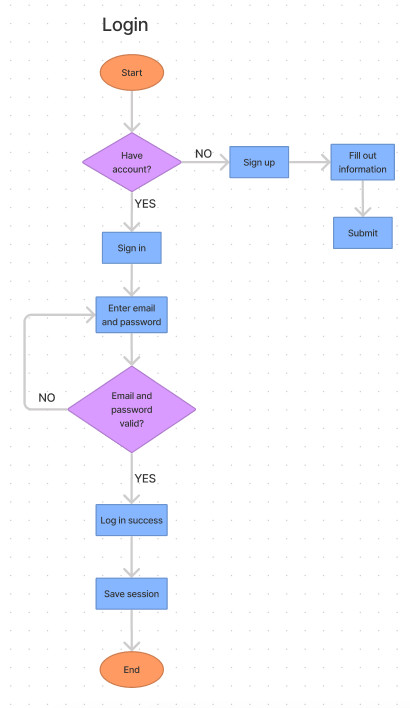 Login
Start
Have
account?
NO
Sign up
Fill out
information
YES
Submit
Sign in
Enter email
and password
NO
Email and
password
valid?
YES
Log in success
Save session
End